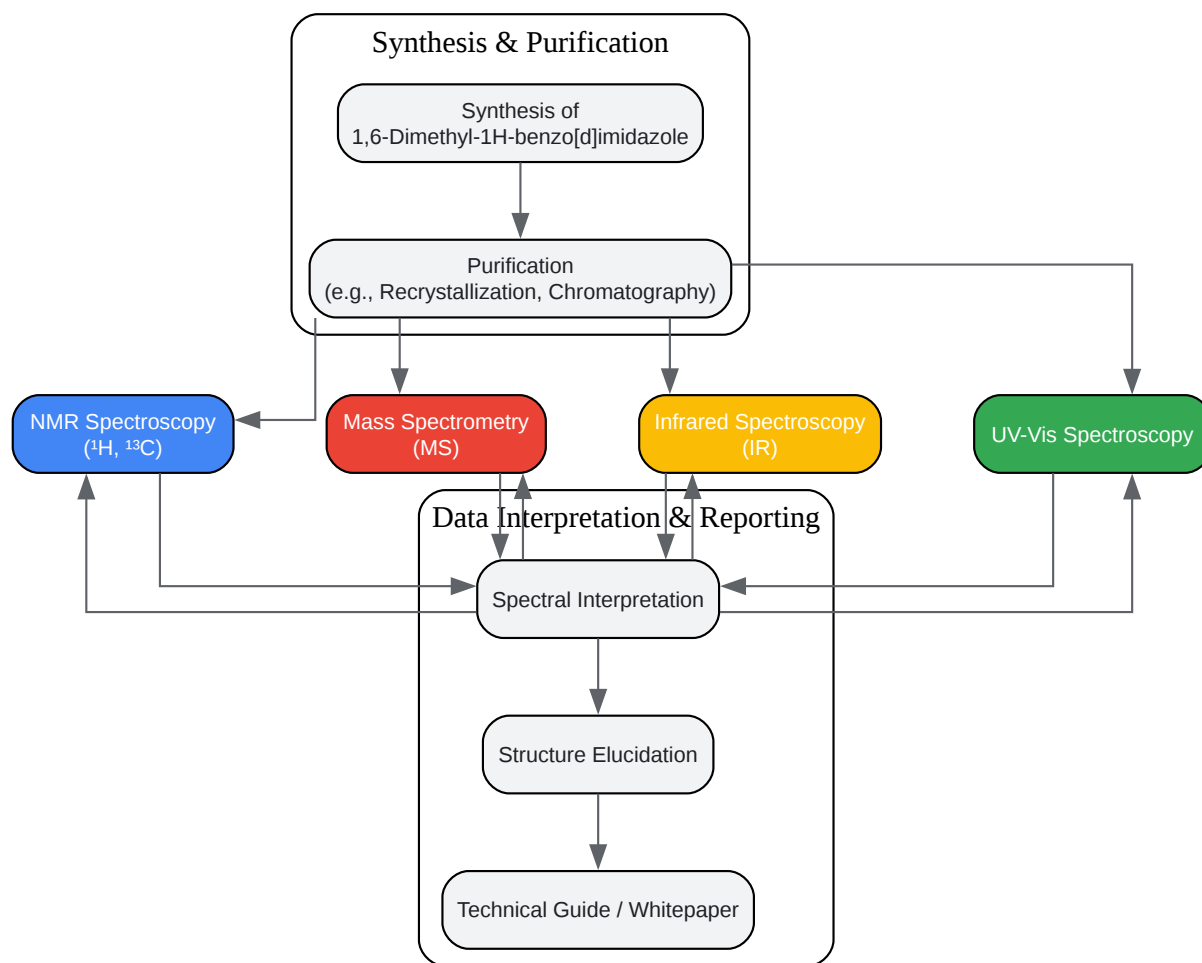 Synthesis & Purification
Synthesis of
1,6-Dimethyl-1H-benzo[d]imidazole
Purification
(e.g., Recrystallization, Chromatography)
NMR Spectroscopy
(¹H, ¹³C)
Mass Spectrometry
(MS)
Infrared Spectroscopy
(IR)
UV-Vis Spectroscopy
Data Interpretation & Reporting
Spectral Interpretation
Structure Elucidation
Technical Guide / Whitepaper